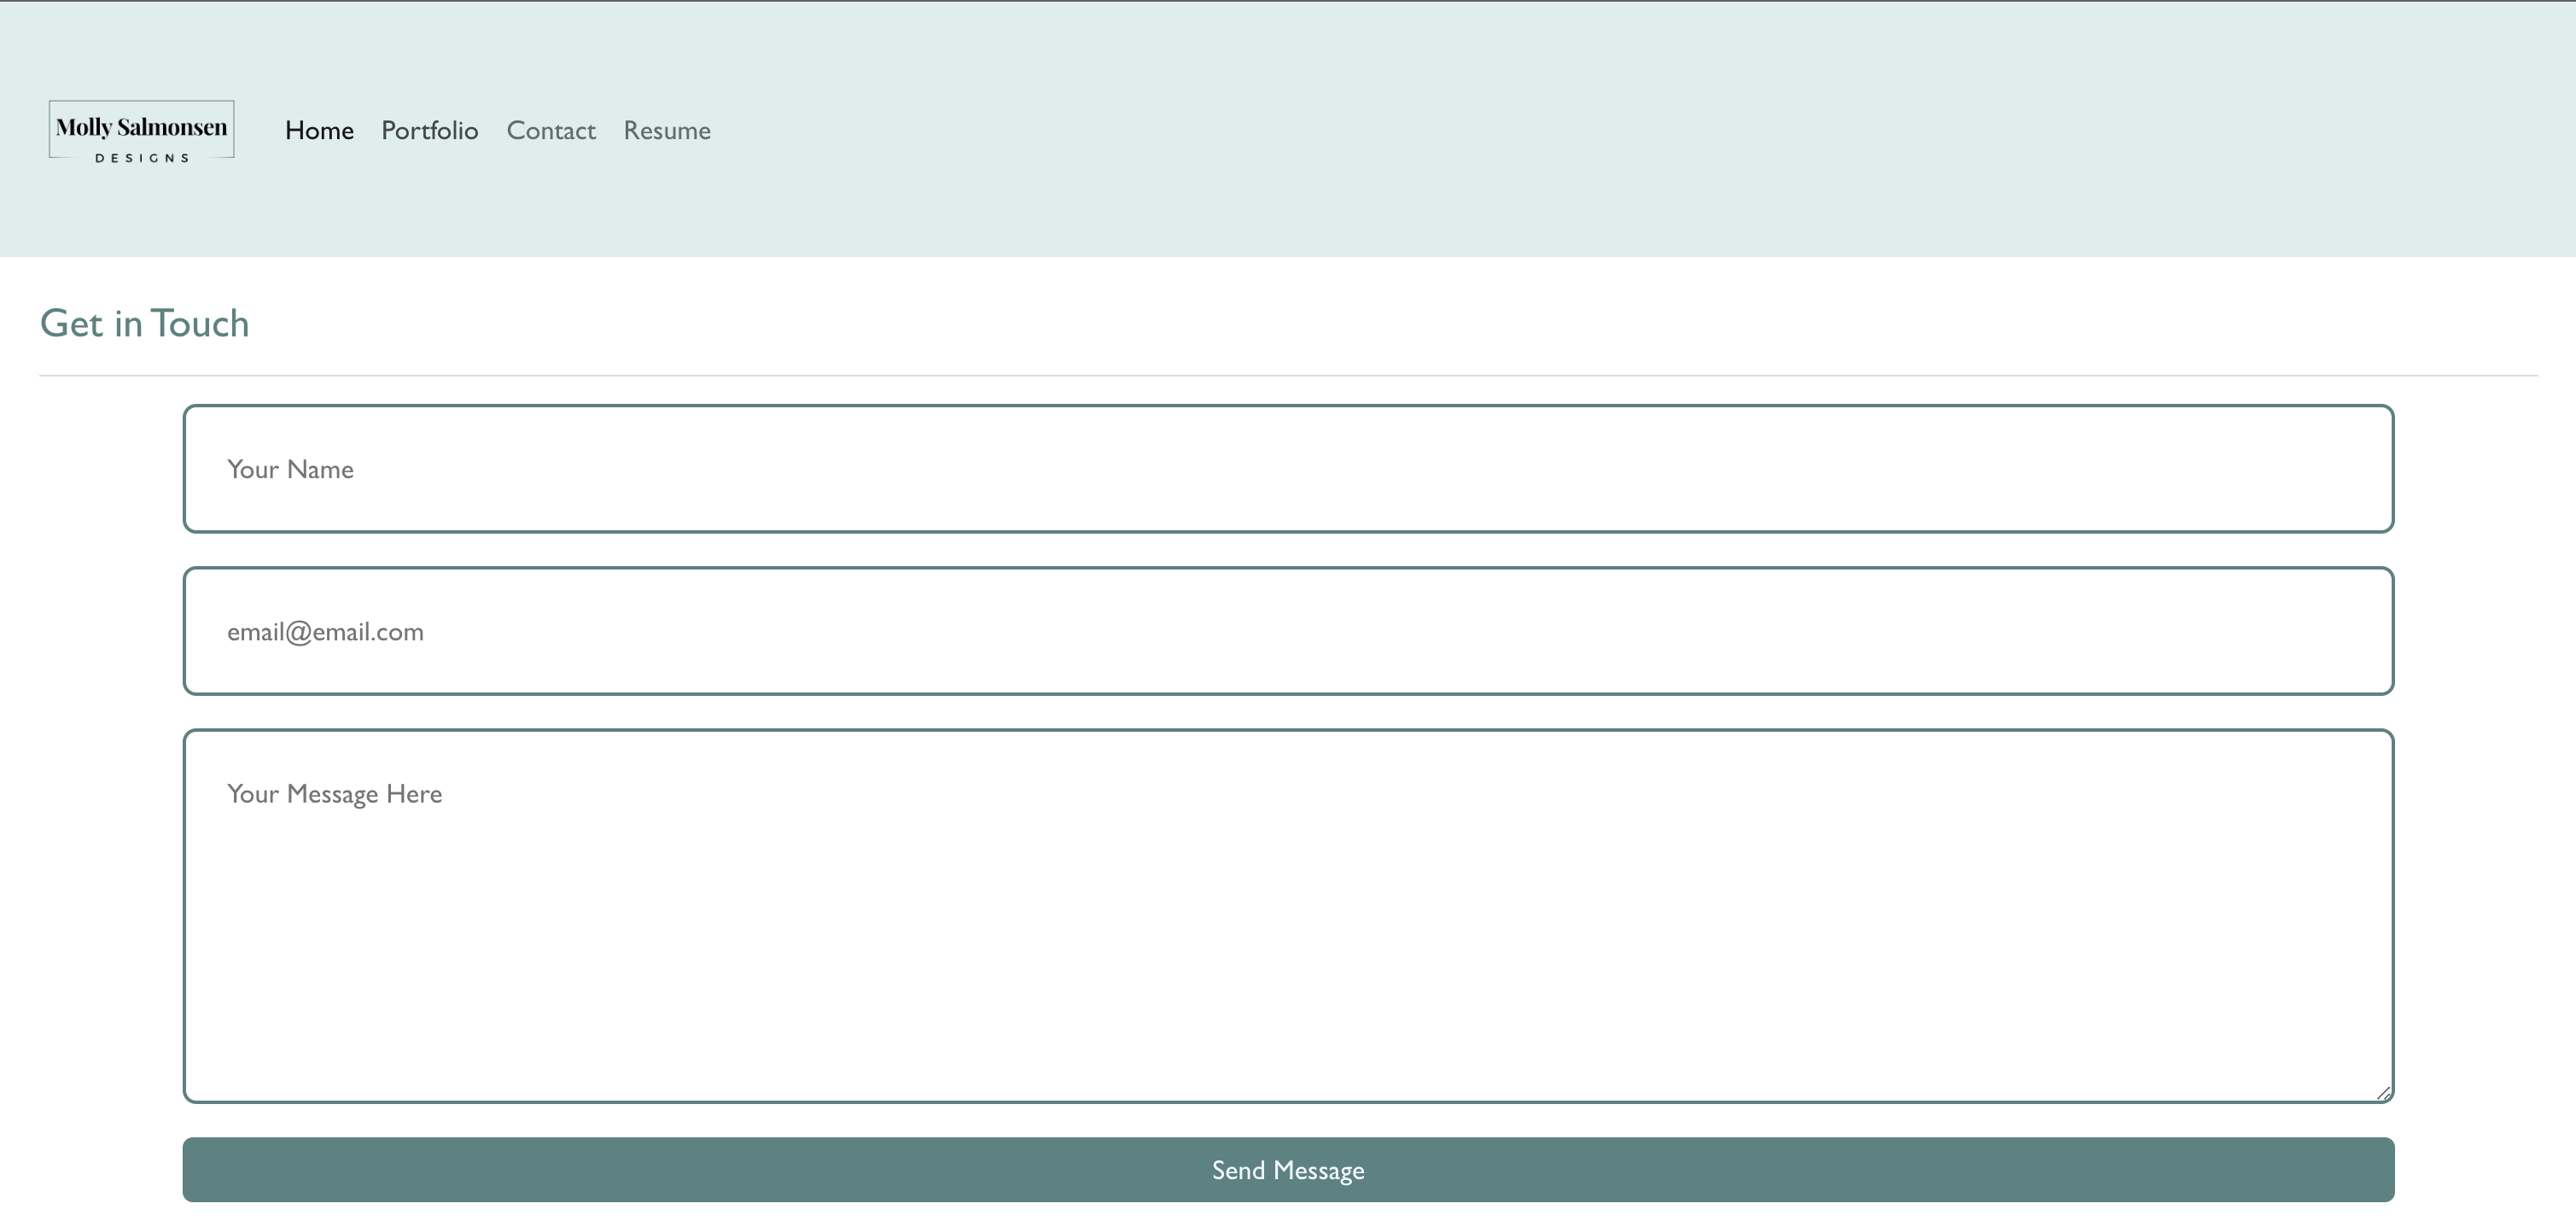 Molly Salmonsen
DESIGNS
Home Portfolio Contact Resume
Get in Touch
Your Name
email@email.com
Your Message Here
Send Message